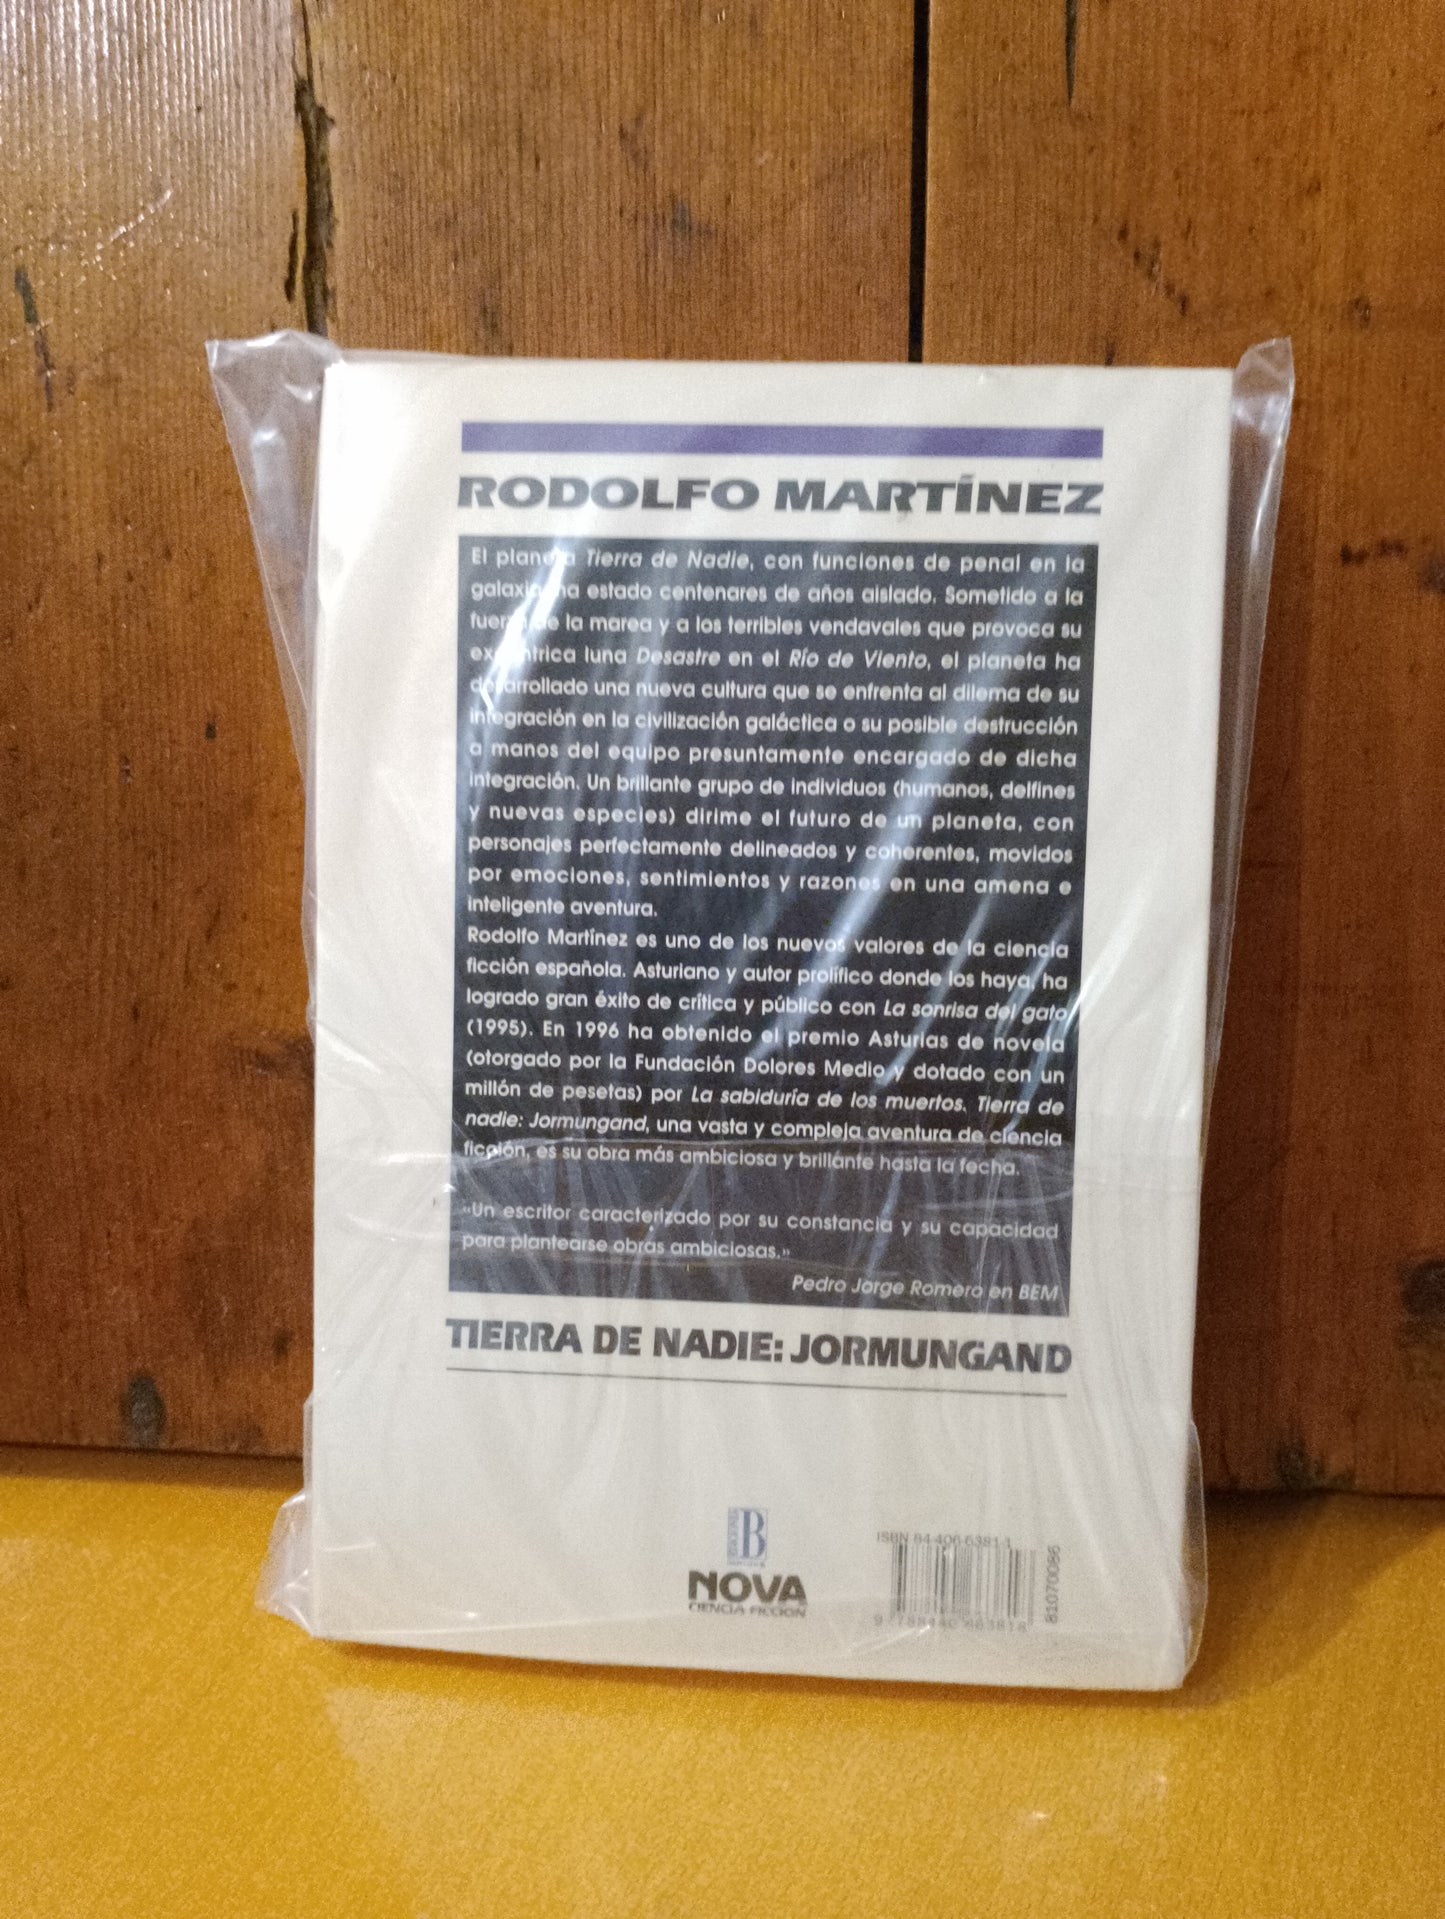 RODOLFO MARTÍNEZ
El planeta Tierra de Nadie, con funciones de penal en la
galaxia, ha estado centenares de años aislado. Sometido a la
fuerza de la marea y a los terribles vendavales que provoca su
excéntrica luna Desastre en el Río de Viento, el planeta ha
desarrollado una nueva cultura que se enfrenta al dilema de su
integración en la civilización galáctica o su posible destrucción
a manos del equipo presuntamente encargado de dicha
integración. Un brillante grupo de individuos (humanos, delfines
y nuevas especies) dirime el futuro de un planeta, con
personajes perfectamente delineados y coherentes, movidos
por emociones, sentimientos y razones en una amena e
inteligente aventura.
Rodolfo Martínez es uno de los nuevos valores de la ciencia
ficción española. Asturiano y autor prolífico donde los haya, ha
logrado gran éxito de crítica y público con La sonrisa del gato
(1995). En 1996 ha obtenido el premio Asturias de novela
(otorgado por la Fundación Dolores Medio y dotado con un
millón de pesetas) por La sabiduría de los muertos. Tierra de
nadie: Jormungand, una vasta y compleja aventura de ciencia
ficción, es su obra más ambiciosa y brillante hasta la fecha.
«Un escritor caracterizado por su constancia y su capacidad
para plantearse obras ambiciosas.»
Pedro Jorge Romero en BEM
TIERRA DE NADIE: JORMUNGAND
B
NOVA
CIENCIA FICCIÓN
ISBN 84-406-6381-1
9 788440 663818
81070086